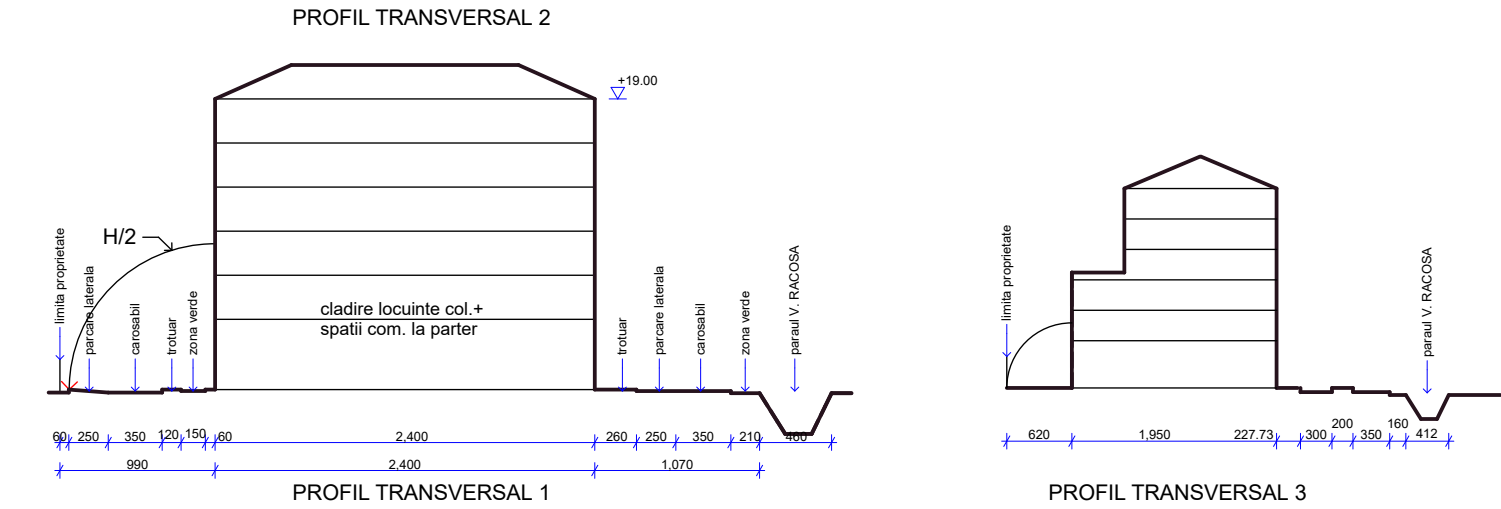 PROFIL TRANSVERSAL 2
+19.00
H/2
limita proprietate
parcare laterala
carosabil
trotuar
zona verde
cladire locuinte col.+
spatii com. la parter
trotuar
parcare laterala
carosabil
zona verde
paraul V. RACOSA
60 250 350 120 150 60 2,400 260 250 350 210 460
990 2,400 1,070
PROFIL TRANSVERSAL 1
limita proprietate
paraul V. RACOSA
620 1,950 227.73 300 200 350 160 412
PROFIL TRANSVERSAL 3